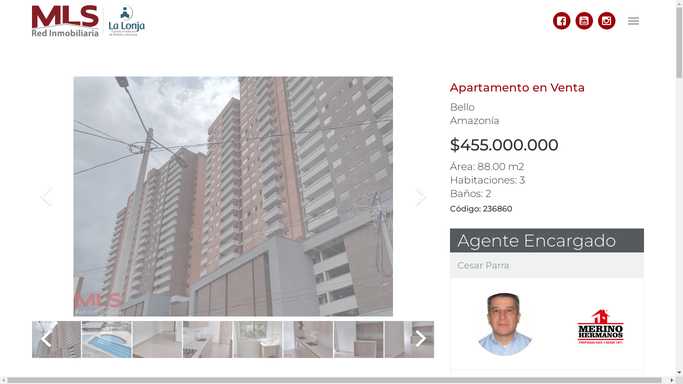 MLS
Red Inmobiliaria
La Lonja
Apartamento en Venta
Bello
Amazonía
$455.000.000
Área: 88.00 m2
Habitaciones: 3
Baños: 2
Código: 236860
Agente Encargado
Cesar Parra
MLS
MERINO
HERMANOS